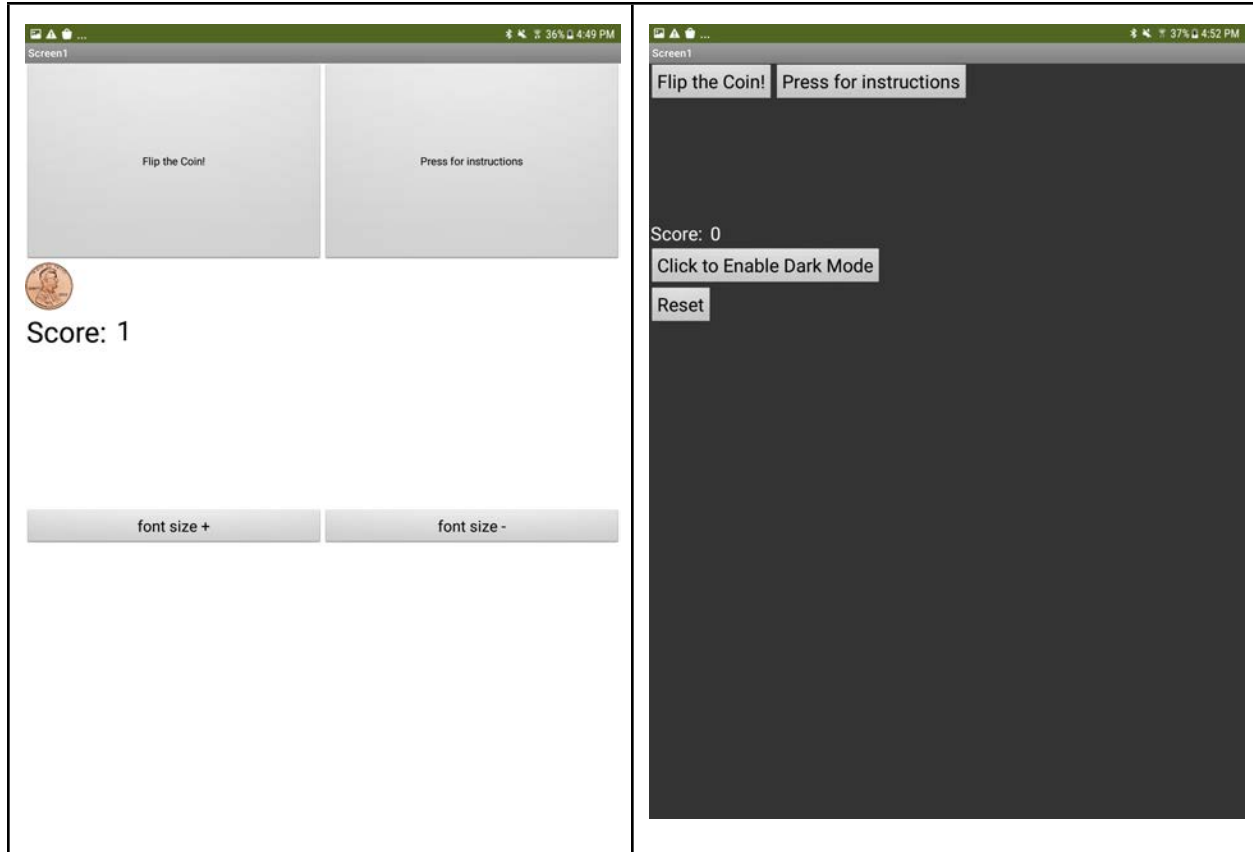 ... 36% 4:49 PM
Screen1
Flip the Coin! Press for instructions
Score: 1
font size + font size -
... 37% 4:52 PM
Screen1
Flip the Coin! Press for instructions
Score: 0
Click to Enable Dark Mode
Reset